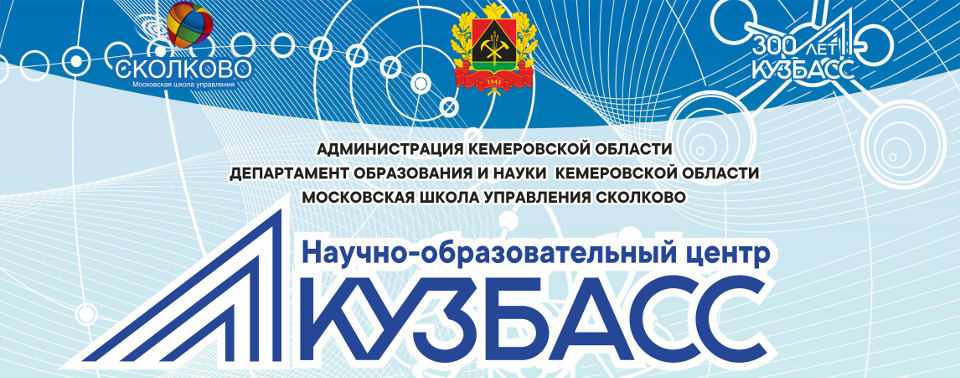 СКОЛКОВО
Московская школа управления
1943
300 ЛЕТ
КУЗБАСС
АДМИНИСТРАЦИЯ КЕМЕРОВСКОЙ ОБЛАСТИ
ДЕПАРТАМЕНТ ОБРАЗОВАНИЯ И НАУКИ КЕМЕРОВСКОЙ ОБЛАСТИ
МОСКОВСКАЯ ШКОЛА УПРАВЛЕНИЯ СКОЛКОВО
Научно-образовательный центр
КУЗБАСС